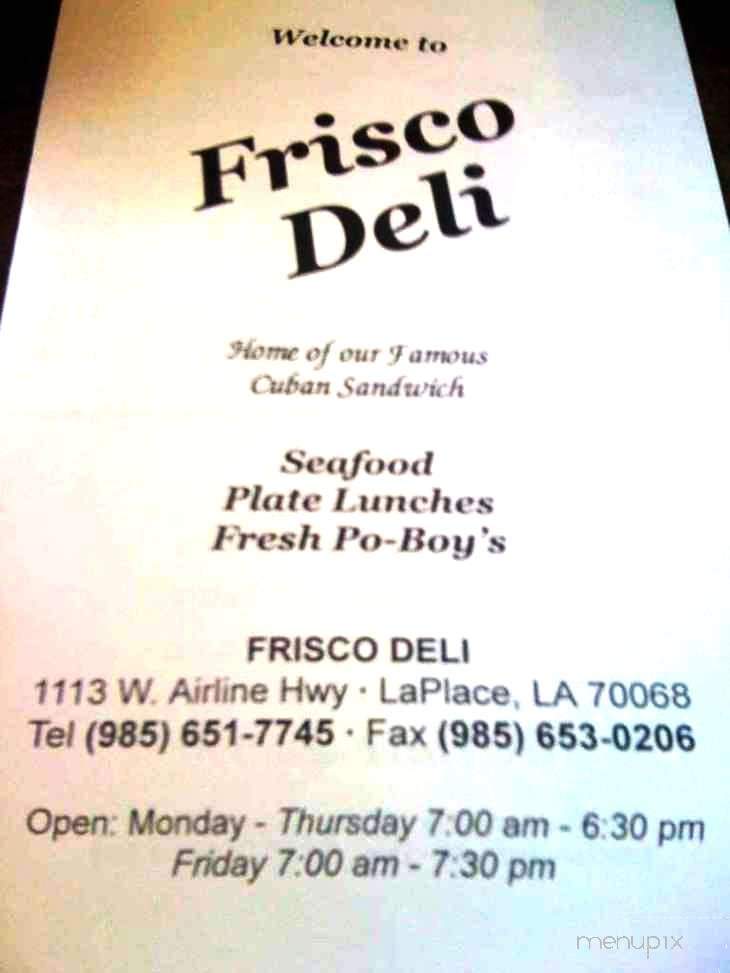 Welcome to
Frisco
Deli
Home of our Famous
Cuban Sandwich
Seafood
Plate Lunches
Fresh Po-Boy's
FRISCO DELI
1113 W. Airline Hwy · LaPlace, LA 70068
Tel (985) 651-7745 · Fax (985) 653-0206
Open: Monday - Thursday 7:00 am - 6:30 pm
Friday 7:00 am - 7:30 pm
menupix